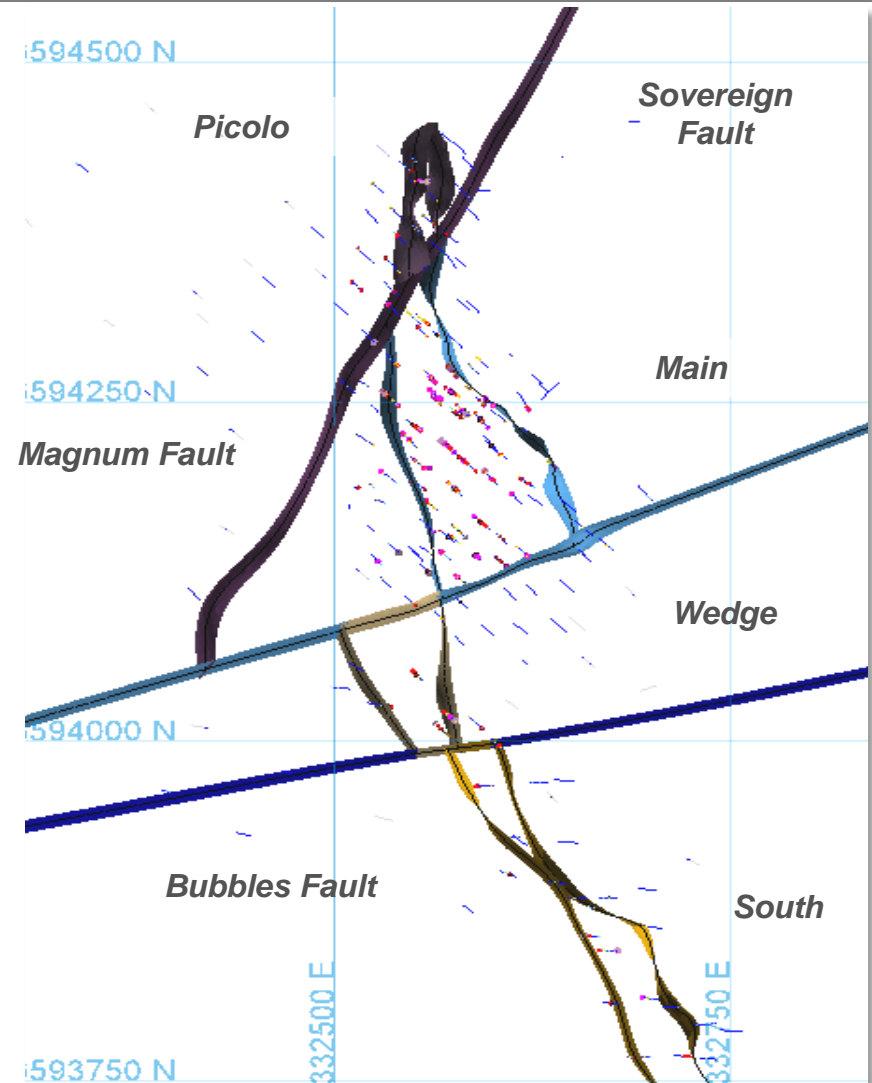 594500 N
Sovereign
Fault
Picolo
Main
594250 N
Magnum Fault
Wedge
594000 N
Bubbles Fault
South
332500 E
332750 E
593750 N